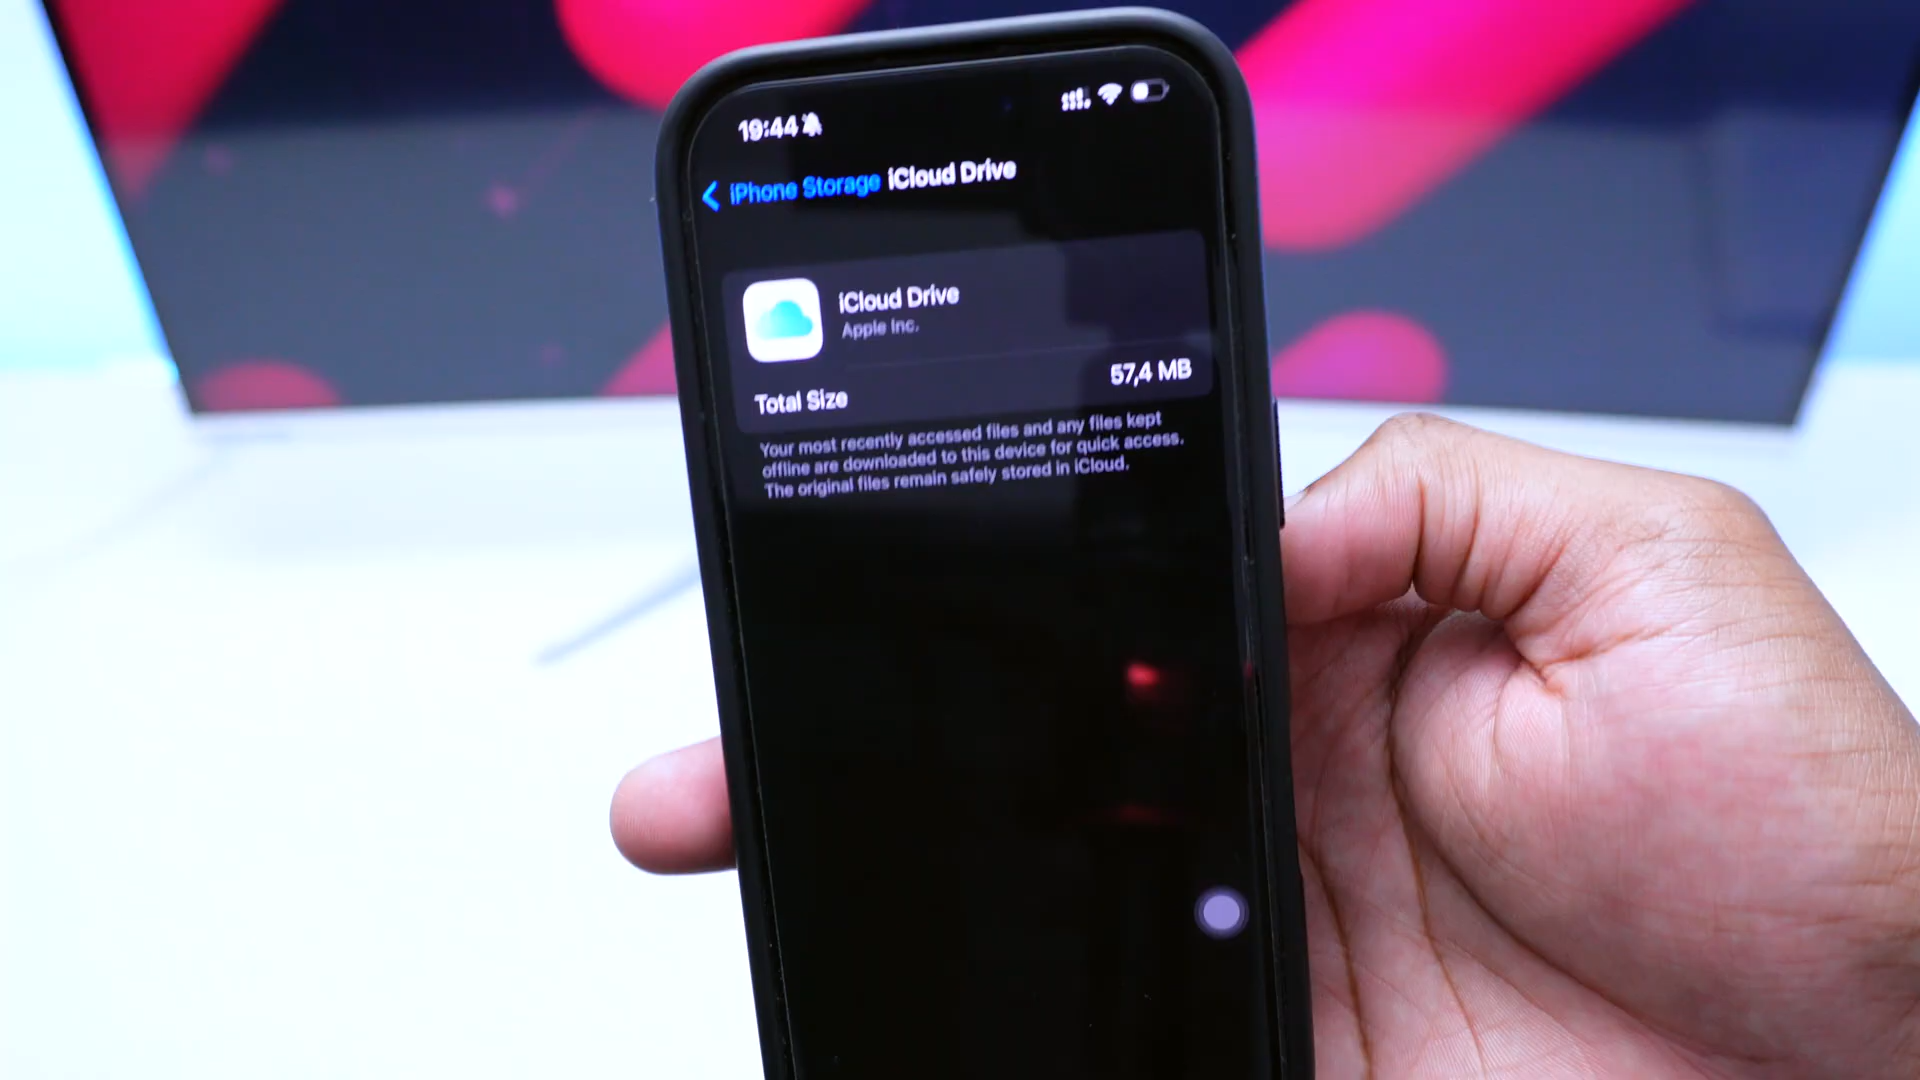 19:44
iPhone Storage iCloud Drive
iCloud Drive
Apple Inc.
Total Size 57,4 MB
Your most recently accessed files and any files kept
offline are downloaded to this device for quick access.
The original files remain safely stored in iCloud.